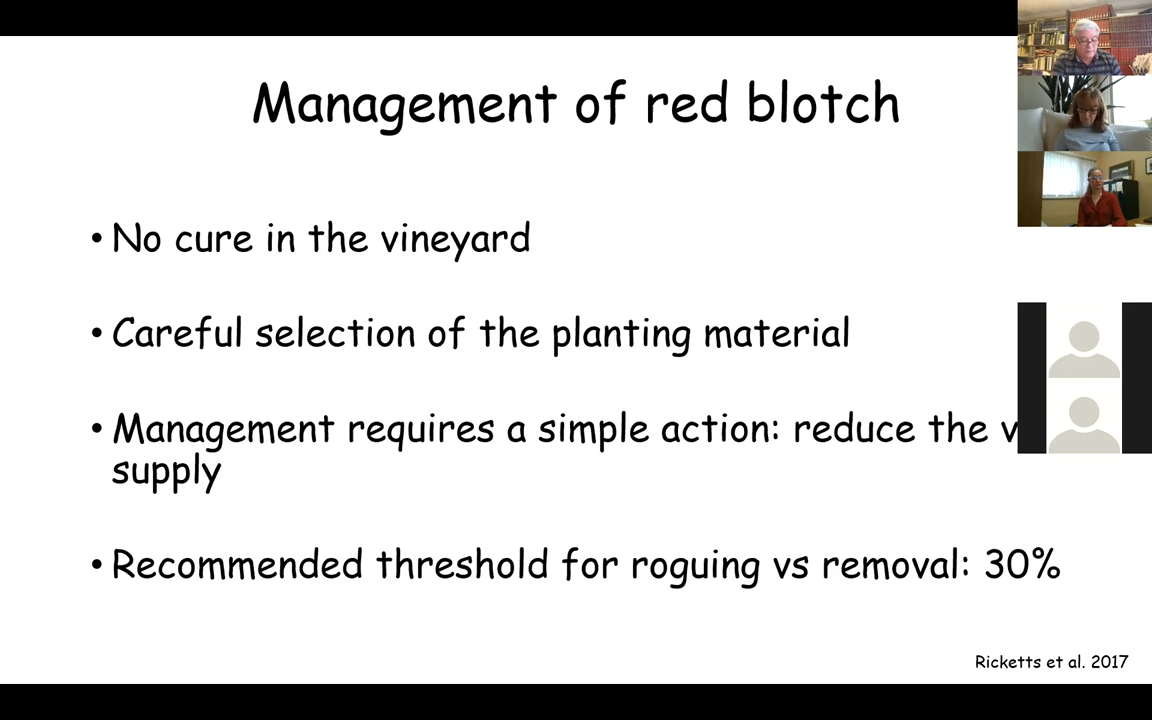 Management of red blotch
• No cure in the vineyard
• Careful selection of the planting material
• Management requires a simple action: reduce the
supply
• Recommended threshold for roguing vs removal: 30%
Ricketts et al. 2017